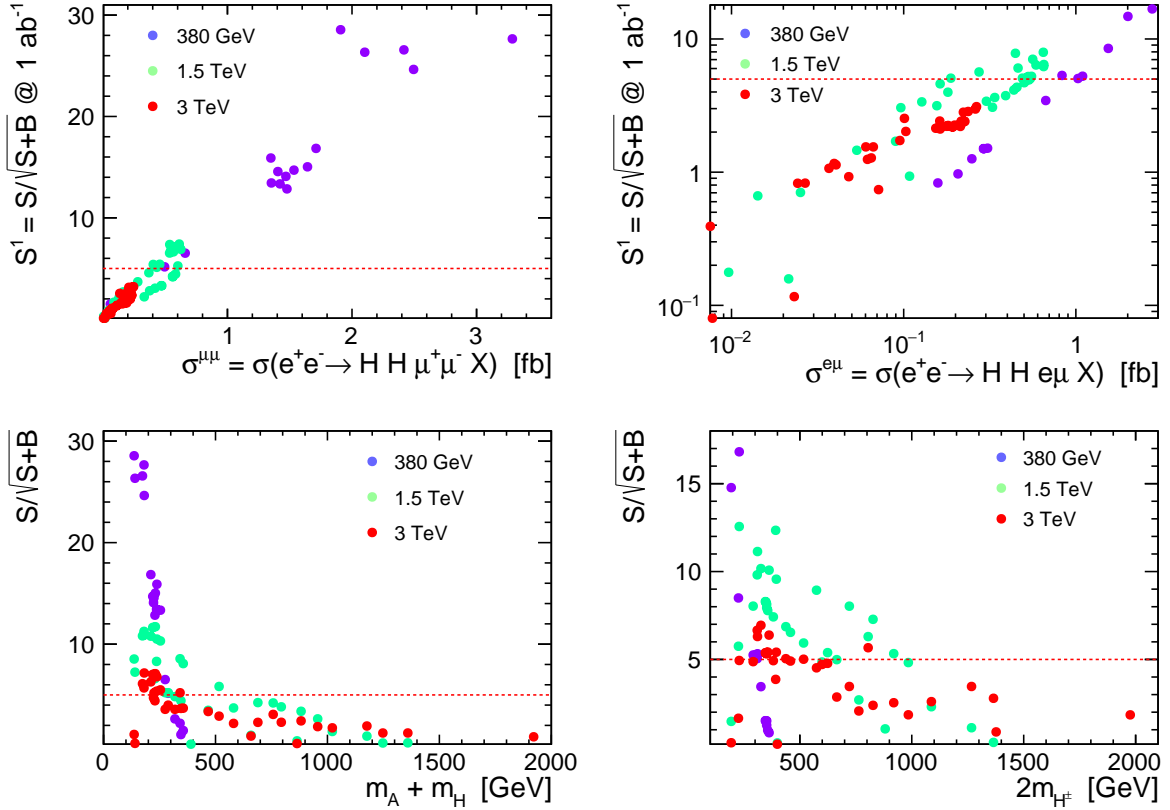 S¹ = S/√S+B @ 1 ab⁻¹
30
20
10
1
2
3
380 GeV
1.5 TeV
3 TeV
σ^μμ = σ(e⁺e⁻→ H H μ⁺μ⁻ X) [fb]
S¹ = S/√S+B @ 1 ab⁻¹
10
1
10⁻¹
10⁻²
10⁻¹
1
380 GeV
1.5 TeV
3 TeV
σ^eμ = σ(e⁺e⁻→ H H eμ X) [fb]
S/√S+B
30
20
10
0
500
1000
1500
2000
380 GeV
1.5 TeV
3 TeV
m_A + m_H [GeV]
S/√S+B
15
10
5
500
1000
1500
2000
380 GeV
1.5 TeV
3 TeV
2m_H± [GeV]